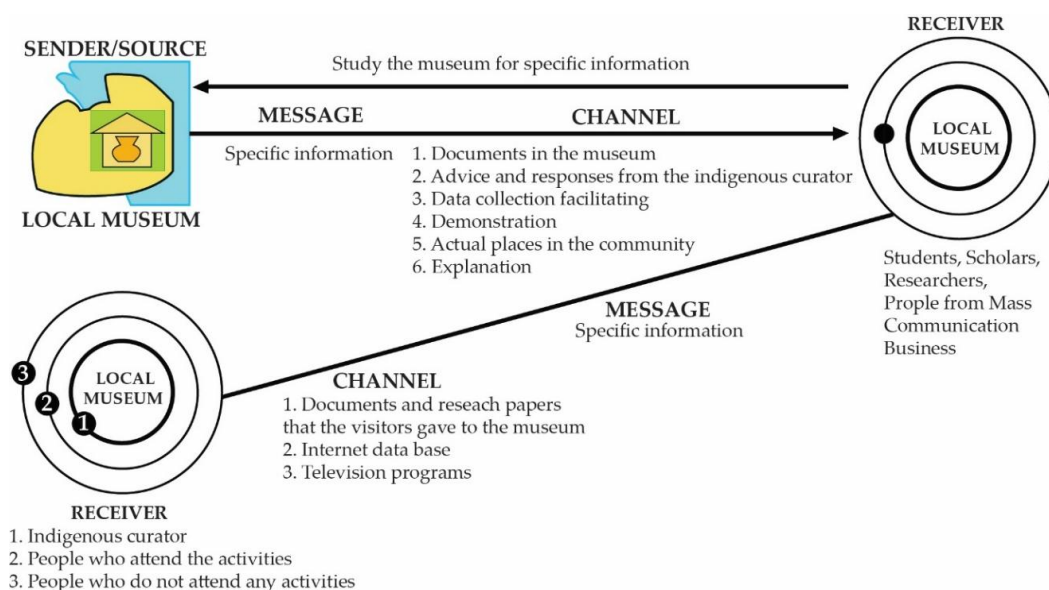 SENDER/SOURCE
LOCAL MUSEUM
Study the museum for specific information
MESSAGE
Specific information
CHANNEL
1. Documents in the museum
2. Advice and responses from the indigenous curator
3. Data collection facilitating
4. Demonstration
5. Actual places in the community
6. Explanation
RECEIVER
LOCAL
MUSEUM
Students, Scholars,
Researchers,
Prople from Mass
Communication
Business
MESSAGE
Specific information
CHANNEL
1. Documents and reseach papers
that the visitors gave to the museum
2. Internet data base
3. Television programs
LOCAL
MUSEUM
3
2
1
RECEIVER
1. Indigenous curator
2. People who attend the activities
3. People who do not attend any activities